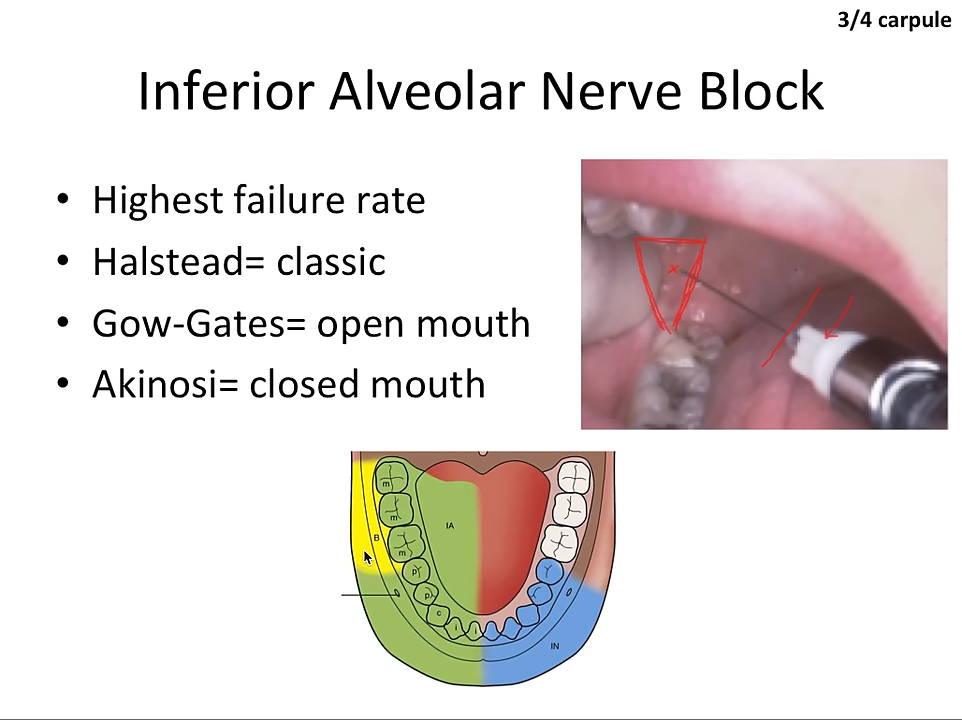 3/4 carpule
Inferior Alveolar Nerve Block
• Highest failure rate
• Halstead= classic
• Gow-Gates= open mouth
• Akinosi= closed mouth
x
m
m
IA
B
m
p
p
c
i
i
IN